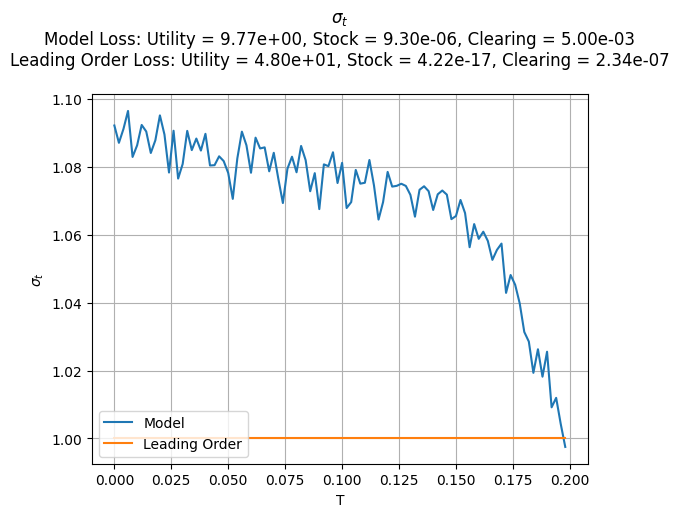 σₜ
Model Loss: Utility = 9.77e+00, Stock = 9.30e-06, Clearing = 5.00e-03
Leading Order Loss: Utility = 4.80e+01, Stock = 4.22e-17, Clearing = 2.34e-07
1.10
1.08
1.06
1.04
1.02
1.00
σₜ
Model
Leading Order
0.000 0.025 0.050 0.075 0.100 0.125 0.150 0.175 0.200
T